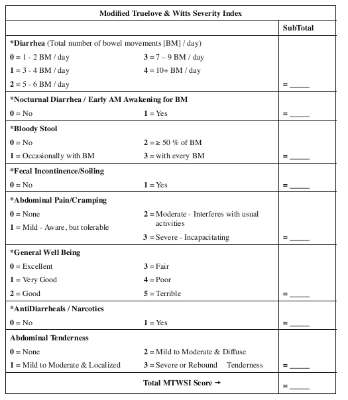 Modified Truelove & Witts Severity Index
SubTotal
*Diarrhea (Total number of bowel movements [BM] / day)
0 = 1 - 2 BM / day 3 = 7 – 9 BM / day
1 = 3 - 4 BM / day 4 = 10+ BM / day
2 = 5 - 6 BM / day = _____
*Nocturnal Diarrhea / Early AM Awakening for BM
0 = No 1 = Yes = _____
*Bloody Stool
0 = No 2 = ≥ 50 % of BM
1 = Occasionally with BM 3 = with every BM = _____
*Fecal Incontinence/Soiling
0 = No 1 = Yes = _____
*Abdominal Pain/Cramping
0 = None 2 = Moderate - Interferes with usual
1 = Mild - Aware, but tolerable activities
3 = Severe - Incapacitating = _____
*General Well Being
0 = Excellent 3 = Fair
1 = Very Good 4 = Poor
2 = Good 5 = Terrible = _____
*AntiDiarrheals / Narcotics
0 = No 1 = Yes = _____
Abdominal Tenderness
0 = None 2 = Mild to Moderate & Diffuse
1 = Mild to Moderate & Localized 3 = Severe or Rebound Tenderness = _____
Total MTWSI Score → = _____